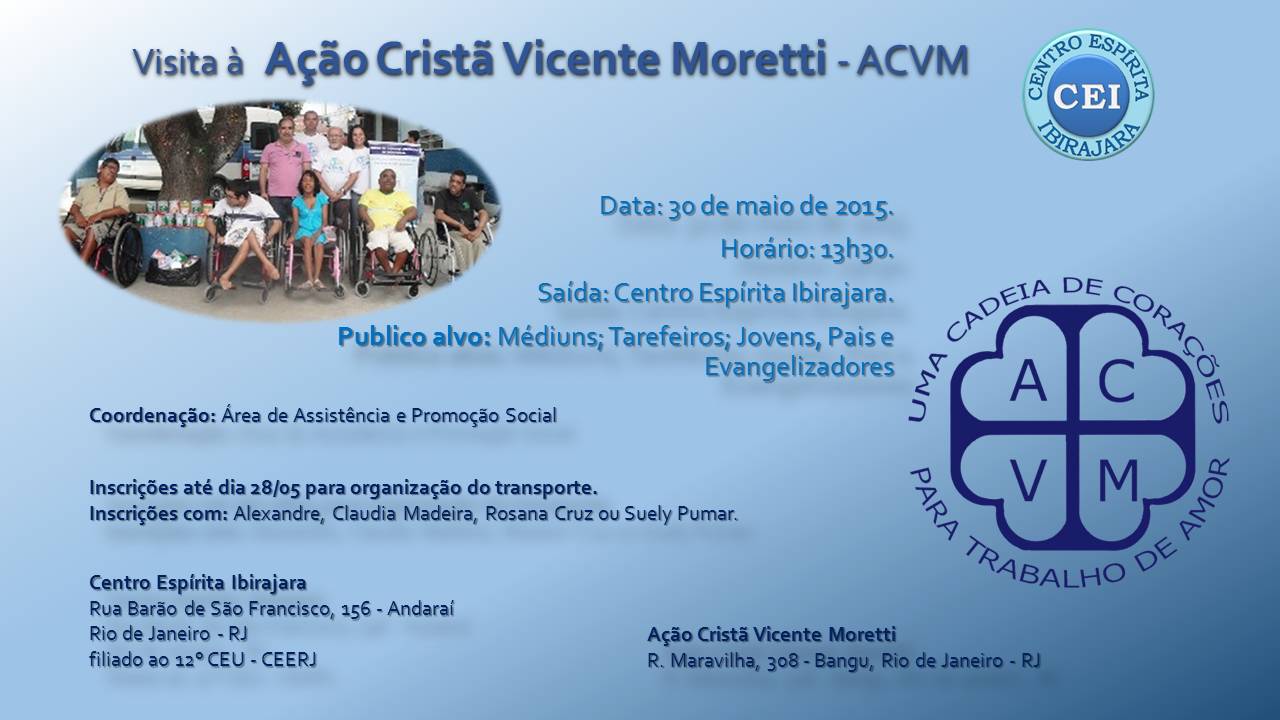 Visita à Ação Cristã Vicente Moretti - ACVM
CENTRO ESPÍRITA
CEI
IBIRAJARA
Data: 30 de maio de 2015.
Horário: 13h30.
Saída: Centro Espírita Ibirajara.
Publico alvo: Médiuns; Tarefeiros; Jovens, Pais e
Evangelizadores
UMA CADEIA DE CORAÇÕES
A C
V M
PARA TRABALHO DE AMOR
Coordenação: Área de Assistência e Promoção Social
Inscrições até dia 28/05 para organização do transporte.
Inscrições com: Alexandre, Claudia Madeira, Rosana Cruz ou Suely Pumar.
Centro Espírita Ibirajara
Rua Barão de São Francisco, 156 - Andaraí
Rio de Janeiro - RJ
filiado ao 12º CEU - CEERJ
Ação Cristã Vicente Moretti
R. Maravilha, 308 - Bangu, Rio de Janeiro - RJ